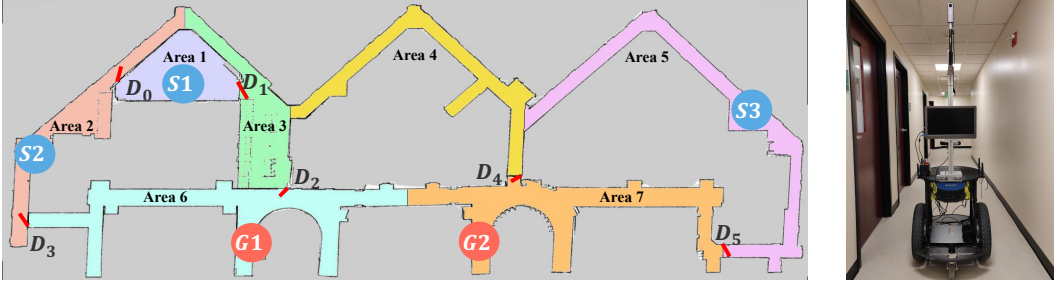 Area 1
Area 4
Area 5
S1
D0
D1
S3
Area 2
Area 3
S2
D2
D4
Area 6
Area 7
D3
G1
G2
D5